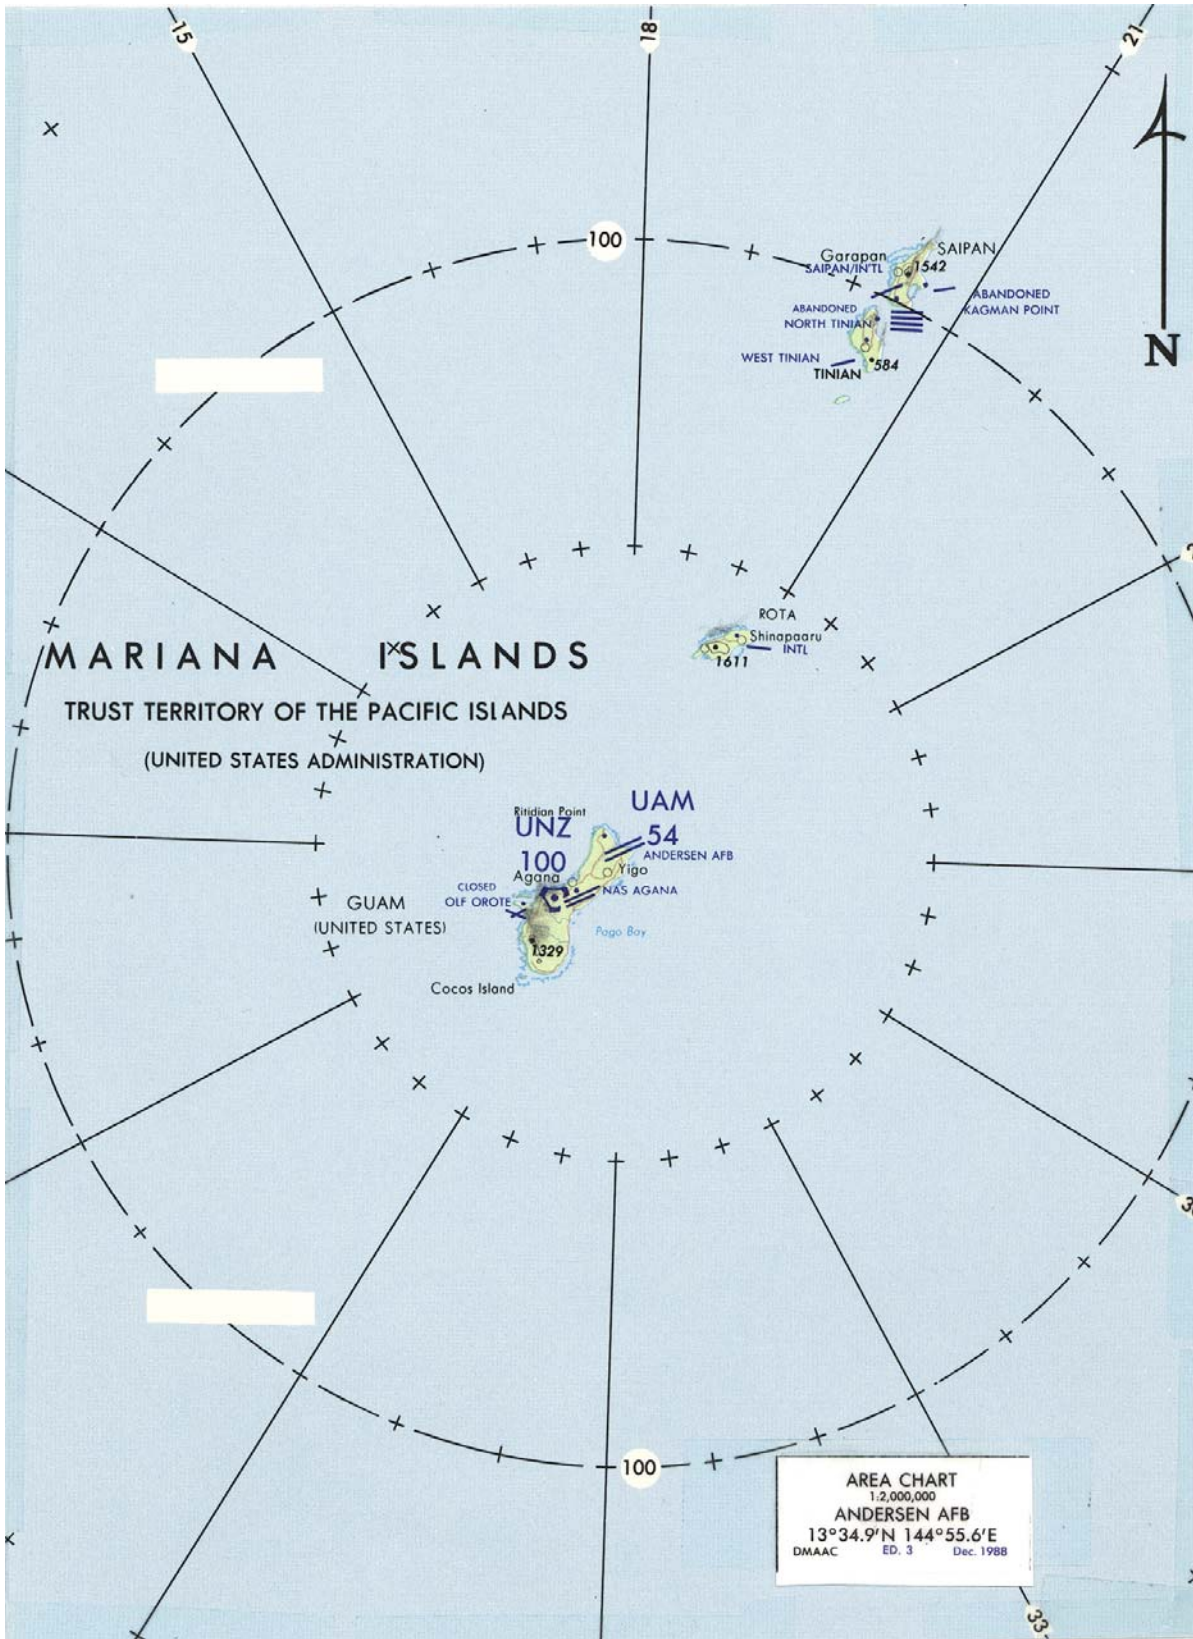 15
18
21
100
Garapan
SAIPAN
SAIPAN/IN'TL
1542
ABANDONED
KAGMAN POINT
ABANDONED
NORTH TINIAN
WEST TINIAN
TINIAN
584
N
ROTA
Shinapaaru
INTL
1611
MARIANA ISLANDS
TRUST TERRITORY OF THE PACIFIC ISLANDS
(UNITED STATES ADMINISTRATION)
Ritidian Point
UAM
54
UNZ
100
ANDERSEN AFB
Agana
Yigo
CLOSED
OLF OROTE
NAS AGANA
GUAM
(UNITED STATES)
Pago Bay
1329
Cocos Island
100
AREA CHART
1:2,000,000
ANDERSEN AFB
13°34.9'N 144°55.6'E
DMAAC ED. 3 Dec. 1988
33